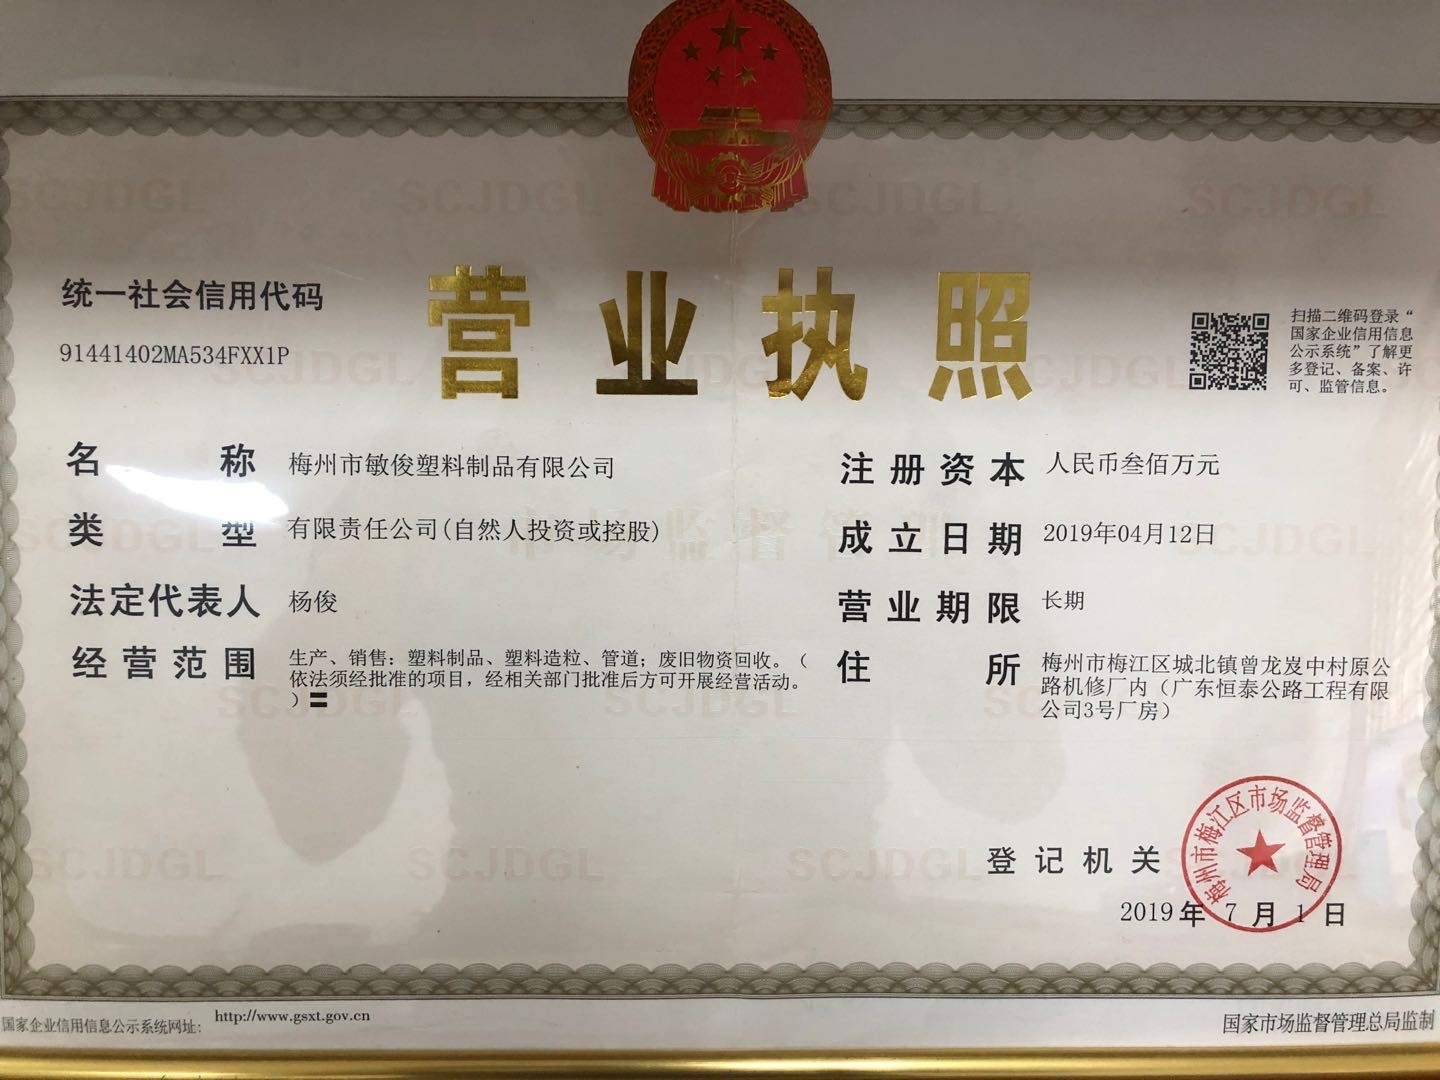 营业执照
统一社会信用代码
91441402MA534FXX1P
扫描二维码登录“
国家企业信用信息
公示系统”了解更
多登记、备案、许
可、监管信息。
名称 梅州市敏俊塑料制品有限公司
类型 有限责任公司(自然人投资或控股)
法定代表人 杨俊
经营范围 生产、销售：塑料制品、塑料造粒、管道；废旧物资回收。（
依法须经批准的项目，经相关部门批准后方可开展经营活动。
）〓
注册资本 人民币叁佰万元
成立日期 2019年04月12日
营业期限 长期
住所 梅州市梅江区城北镇曾龙岌中村原公
路机修厂内（广东恒泰公路工程有限
公司3号厂房）
登记机关
梅州市梅江区市场监督管理局
2019年7月1日
国家企业信用信息公示系统网址：http://www.gsxt.gov.cn
国家市场监督管理总局监制
SCJDGL
市场监督管理